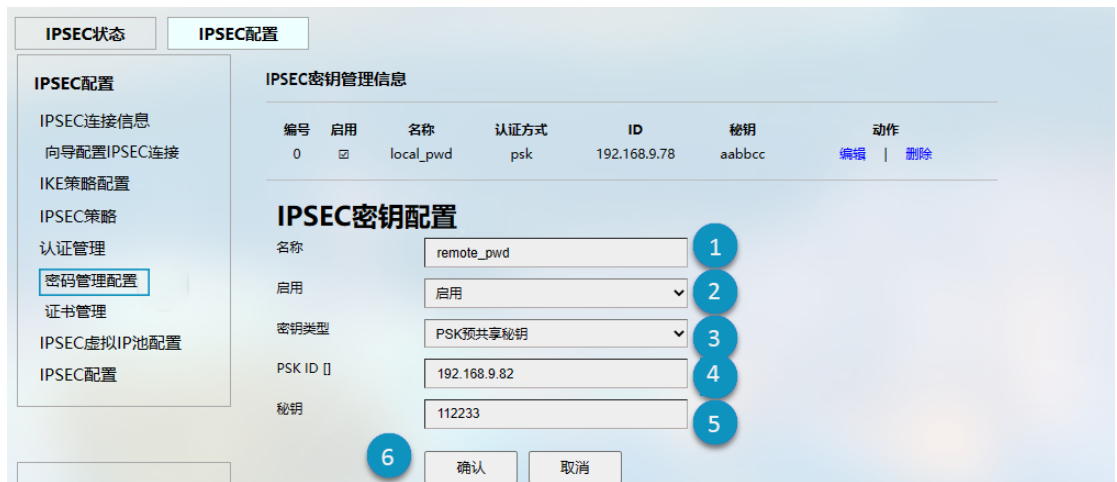 IPSEC状态 IPSEC配置
IPSEC配置
IPSEC连接信息
向导配置IPSEC连接
IKE策略配置
IPSEC策略
认证管理
密码管理配置
证书管理
IPSEC虚拟IP池配置
IPSEC配置
IPSEC密钥管理信息
编号 启用 名称 认证方式 ID 秘钥 动作
0 ☑ local_pwd psk 192.168.9.78 aabbcc 编辑 | 删除
IPSEC密钥配置
名称 remote_pwd 1
启用 启用 2
密钥类型 PSK预共享秘钥 3
PSK ID [] 192.168.9.82 4
秘钥 112233 5
6 确认 取消